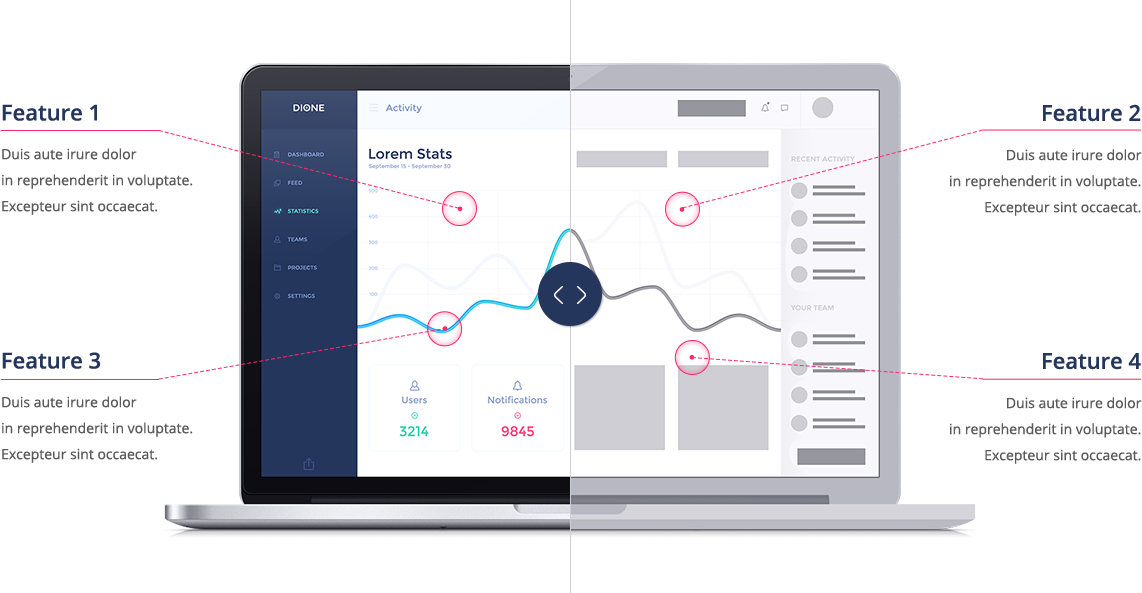 Feature 1
Duis aute irure dolor
in reprehenderit in voluptate.
Excepteur sint occaecat.
Feature 2
Duis aute irure dolor
in reprehenderit in voluptate.
Excepteur sint occaecat.
DIONE
Activity
DASHBOARD
FEED
STATISTICS
TEAMS
PROJECTS
SETTINGS
Lorem Stats
September 15 - September 30
500
400
300
200
100
RECENT ACTIVITY
YOUR TEAM
Users
3214
Notifications
9845
Feature 3
Duis aute irure dolor
in reprehenderit in voluptate.
Excepteur sint occaecat.
Feature 4
Duis aute irure dolor
in reprehenderit in voluptate.
Excepteur sint occaecat.